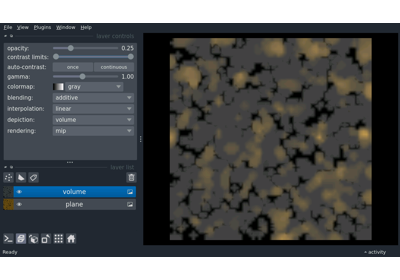 File View Plugins Window Help
layer controls
opacity: 0.25
contrast limits:
auto-contrast: once continuous
gamma: 1.00
colormap: gray
blending: additive
interpolation: linear
depiction: volume
rendering: mip
layer list
volume
plane
Ready activity